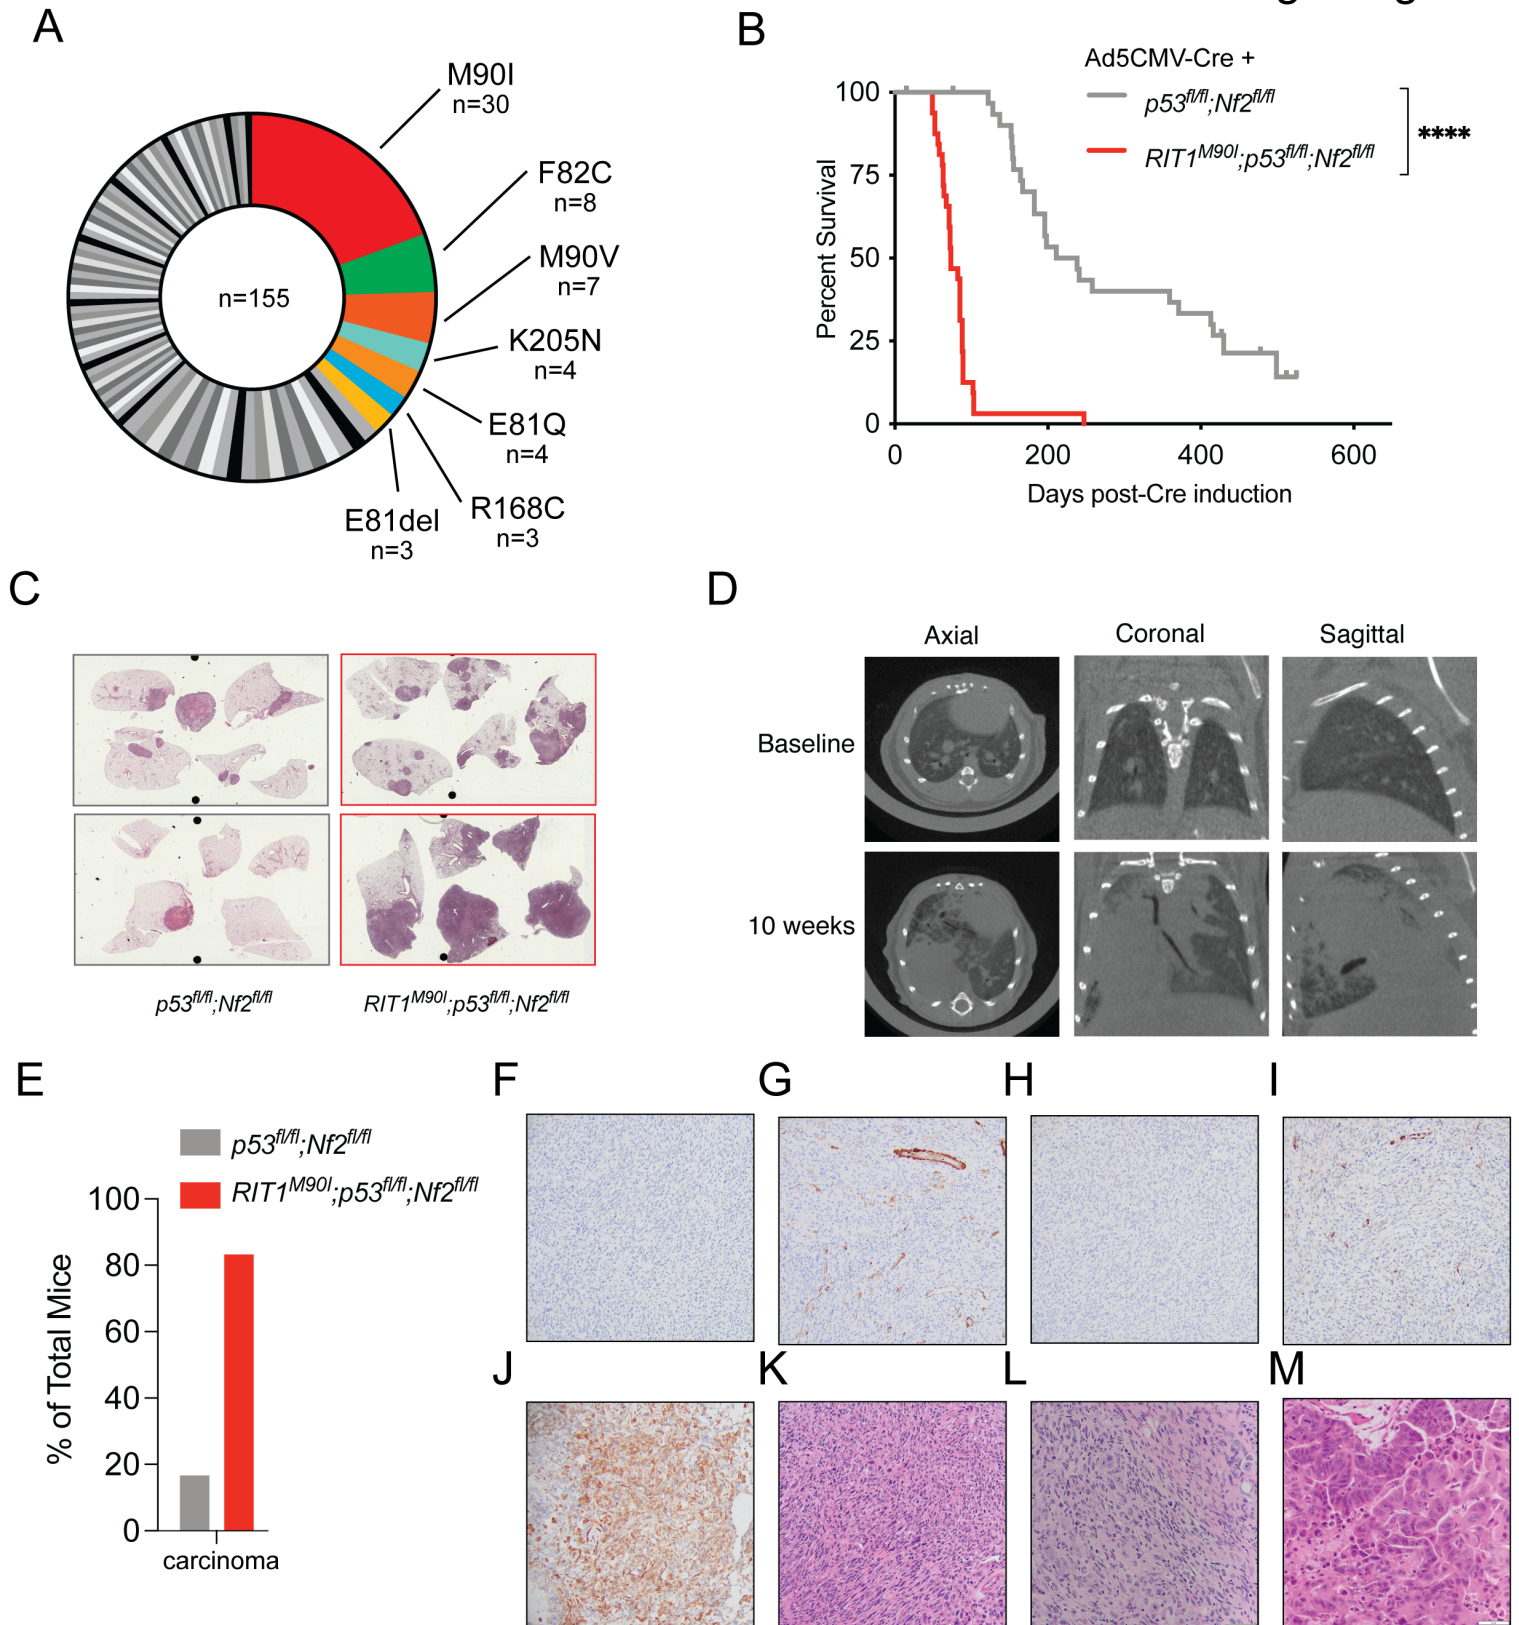 A
M90I
n=30
F82C
n=8
M90V
n=7
K205N
n=4
E81Q
n=4
R168C
n=3
E81del
n=3
n=155
B
Ad5CMV-Cre +
p53fl/fl;Nf2fl/fl
RIT1M90I;p53fl/fl;Nf2fl/fl
****
Percent Survival
100
75
50
25
0
0 200 400 600
Days post-Cre induction
C
p53fl/fl;Nf2fl/fl
RIT1M90I;p53fl/fl;Nf2fl/fl
D
Axial Coronal Sagittal
Baseline
10 weeks
E
p53fl/fl;Nf2fl/fl
RIT1M90I;p53fl/fl;Nf2fl/fl
% of Total Mice
100
80
60
40
20
0
carcinoma
F
G
H
I
J
K
L
M